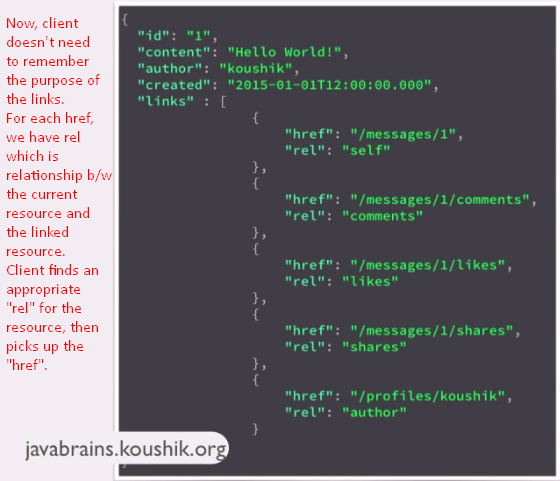 Now, client
doesn't need
to remember
the purpose of
the links.
For each href,
we have rel
which is
relationship b/w
the current
resource and
the linked
resource.
Client finds an
appropriate
"rel" for the
resource, then
picks up the
"href".
{
"id": "1",
"content": "Hello World!",
"author": "koushik",
"created": "2015-01-01T12:00:00.000",
"links" : [
{
"href": "/messages/1",
"rel": "self"
},
{
"href": "/messages/1/comments",
"rel": "comments"
},
{
"href": "/messages/1/likes",
"rel": "likes"
},
{
"href": "/messages/1/shares",
"rel": "shares"
},
{
"href": "/profiles/koushik",
"rel": "author"
}
javabrains.koushik.org
}